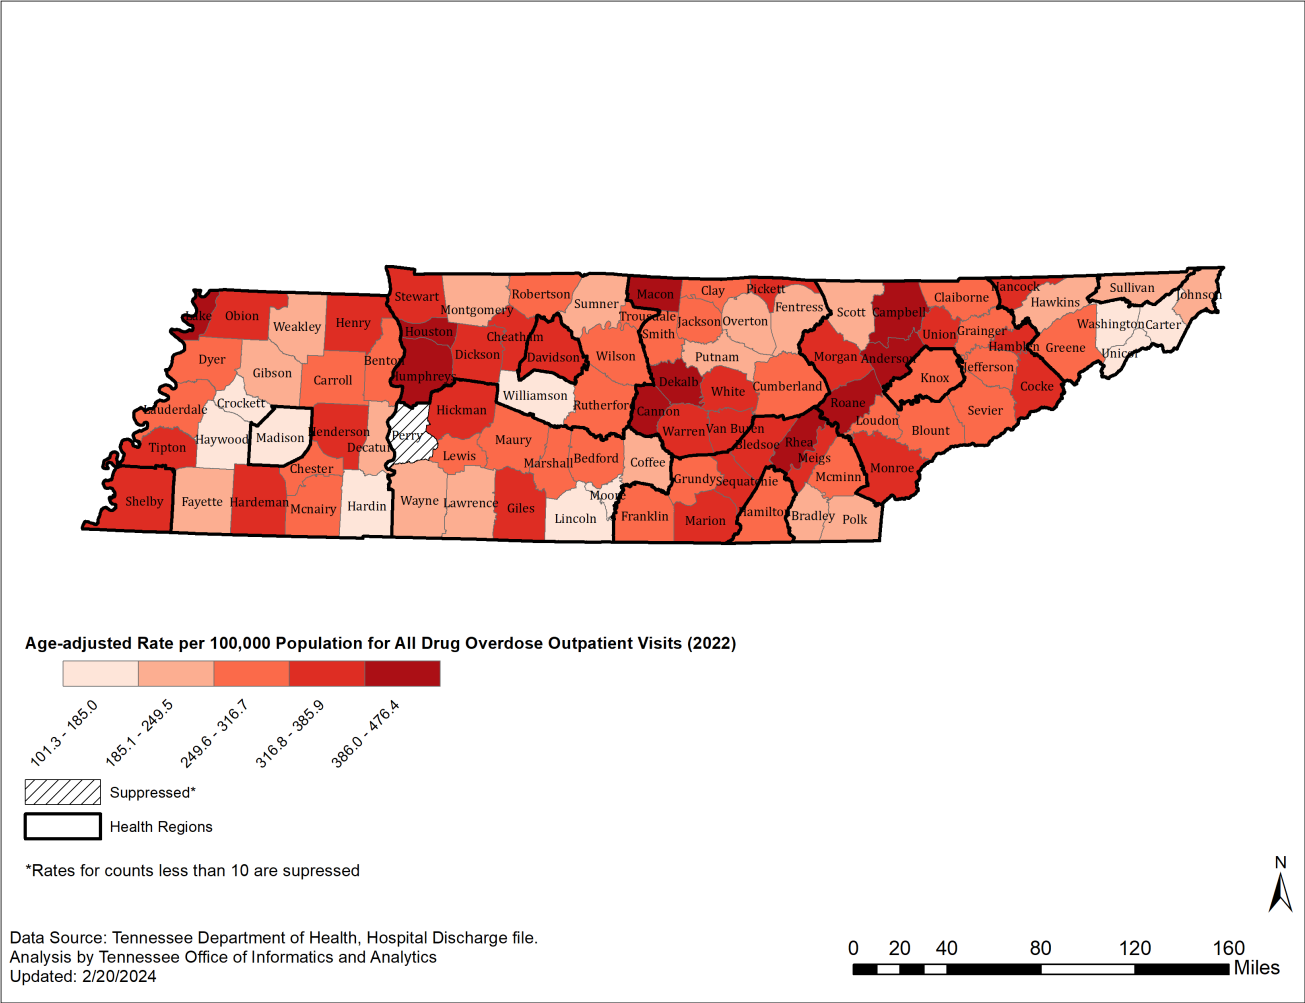 Stewart
Montgomery
Robertson
Sumner
Macon
Clay
Pickett
Fentress
Scott
Campbell
Claiborne
Hancock
Hawkins
Sullivan
Johnson
Lake
Obion
Weakley
Henry
Houston
Cheatham
Trousdale
Smith
Jackson
Overton
Union
Grainger
Hamblen
Greene
Washington
Carter
Unicoi
Dyer
Gibson
Carroll
Benton
Humphreys
Dickson
Davidson
Wilson
Putnam
Morgan
Anderson
Knox
Jefferson
Cocke
Lauderdale
Crockett
Haywood
Madison
Henderson
Decatur
Perry
Hickman
Williamson
Rutherford
Cannon
Dekalb
White
Cumberland
Roane
Loudon
Blount
Sevier
Tipton
Chester
Lewis
Maury
Marshall
Bedford
Coffee
Warren
Van Buren
Bledsoe
Rhea
Meigs
Mcminn
Monroe
Shelby
Fayette
Hardeman
Mcnairy
Hardin
Wayne
Lawrence
Giles
Lincoln
Moore
Franklin
Grundy
Sequatchie
Marion
Hamilton
Bradley
Polk
Age-adjusted Rate per 100,000 Population for All Drug Overdose Outpatient Visits (2022)
101.3 - 185.0
185.1 - 249.5
249.6 - 316.7
316.8 - 385.9
386.0 - 476.4
Suppressed*
Health Regions
*Rates for counts less than 10 are supressed
N
Data Source: Tennessee Department of Health, Hospital Discharge file.
Analysis by Tennessee Office of Informatics and Analytics
Updated: 2/20/2024
0 20 40 80 120 160
Miles